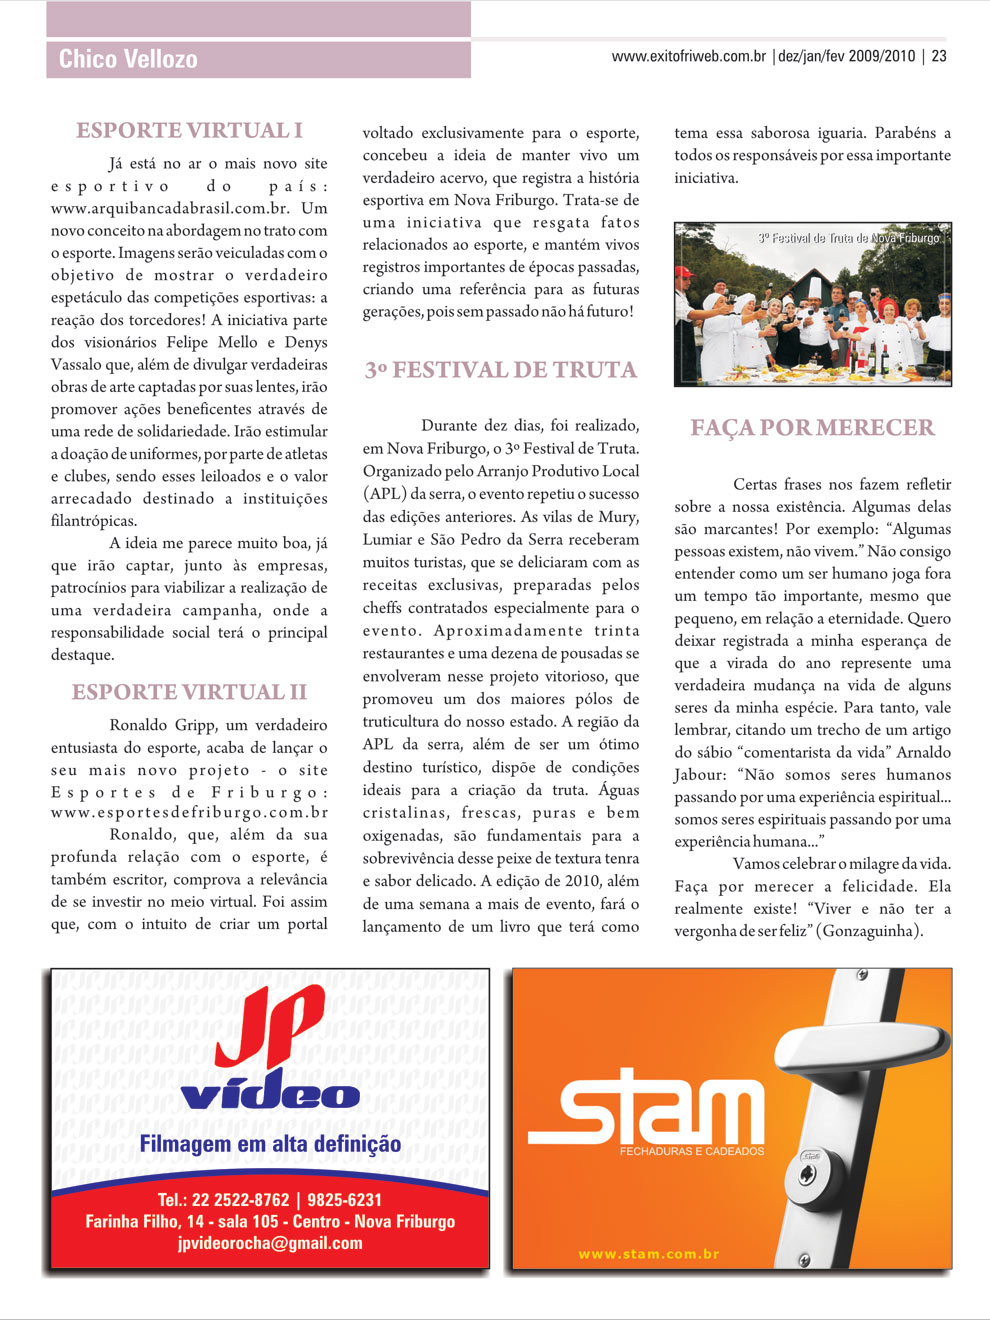 Chico Vellozo
www.exitofriweb.com.br |dez/jan/fev 2009/2010 | 23
ESPORTE VIRTUAL I
Já está no ar o mais novo site
esportivo do país:
www.arquibancadabrasil.com.br. Um
novo conceito na abordagem no trato com
o esporte. Imagens serão veiculadas com o
objetivo de mostrar o verdadeiro
espetáculo das competições esportivas: a
reação dos torcedores! A iniciativa parte
dos visionários Felipe Mello e Denys
Vassalo que, além de divulgar verdadeiras
obras de arte captadas por suas lentes, irão
promover ações beneficentes através de
uma rede de solidariedade. Irão estimular
a doação de uniformes, por parte de atletas
e clubes, sendo esses leiloados e o valor
arrecadado destinado a instituições
filantrópicas.
A ideia me parece muito boa, já
que irão captar, junto às empresas,
patrocínios para viabilizar a realização de
uma verdadeira campanha, onde a
responsabilidade social terá o principal
destaque.
ESPORTE VIRTUAL II
Ronaldo Gripp, um verdadeiro
entusiasta do esporte, acaba de lançar o
seu mais novo projeto - o site
Esportes de Friburgo:
www.esportesdefriburgo.com.br
Ronaldo, que, além da sua
profunda relação com o esporte, é
também escritor, comprova a relevância
de se investir no meio virtual. Foi assim
que, com o intuito de criar um portal
voltado exclusivamente para o esporte,
concebeu a ideia de manter vivo um
verdadeiro acervo, que registra a história
esportiva em Nova Friburgo. Trata-se de
uma iniciativa que resgata fatos
relacionados ao esporte, e mantém vivos
registros importantes de épocas passadas,
criando uma referência para as futuras
gerações, pois sem passado não há futuro!
3º FESTIVAL DE TRUTA
Durante dez dias, foi realizado,
em Nova Friburgo, o 3º Festival de Truta.
Organizado pelo Arranjo Produtivo Local
(APL) da serra, o evento repetiu o sucesso
das edições anteriores. As vilas de Mury,
Lumiar e São Pedro da Serra receberam
muitos turistas, que se deliciaram com as
receitas exclusivas, preparadas pelos
cheffs contratados especialmente para o
evento. Aproximadamente trinta
restaurantes e uma dezena de pousadas se
envolveram nesse projeto vitorioso, que
promoveu um dos maiores pólos de
truticultura do nosso estado. A região da
APL da serra, além de ser um ótimo
destino turístico, dispõe de condições
ideais para a criação da truta. Águas
cristalinas, frescas, puras e bem
oxigenadas, são fundamentais para a
sobrevivência desse peixe de textura tenra
e sabor delicado. A edição de 2010, além
de uma semana a mais de evento, fará o
lançamento de um livro que terá como
tema essa saborosa iguaria. Parabéns a
todos os responsáveis por essa importante
iniciativa.
3º Festival de Truta de Nova Friburgo
FAÇA POR MERECER
Certas frases nos fazem refletir
sobre a nossa existência. Algumas delas
são marcantes! Por exemplo: “Algumas
pessoas existem, não vivem.” Não consigo
entender como um ser humano joga fora
um tempo tão importante, mesmo que
pequeno, em relação a eternidade. Quero
deixar registrada a minha esperança de
que a virada do ano represente uma
verdadeira mudança na vida de alguns
seres da minha espécie. Para tanto, vale
lembrar, citando um trecho de um artigo
do sábio “comentarista da vida” Arnaldo
Jabour: “Não somos seres humanos
passando por uma experiência espiritual...
somos seres espirituais passando por uma
experiência humana...”
Vamos celebrar o milagre da vida.
Faça por merecer a felicidade. Ela
realmente existe! “Viver e não ter a
vergonha de ser feliz” (Gonzaguinha).
JP
vídeo
Filmagem em alta definição
Tel.: 22 2522-8762 | 9825-6231
Farinha Filho, 14 - sala 105 - Centro - Nova Friburgo
jpvideorocha@gmail.com
stam
FECHADURAS E CADEADOS
stam
www.stam.com.br